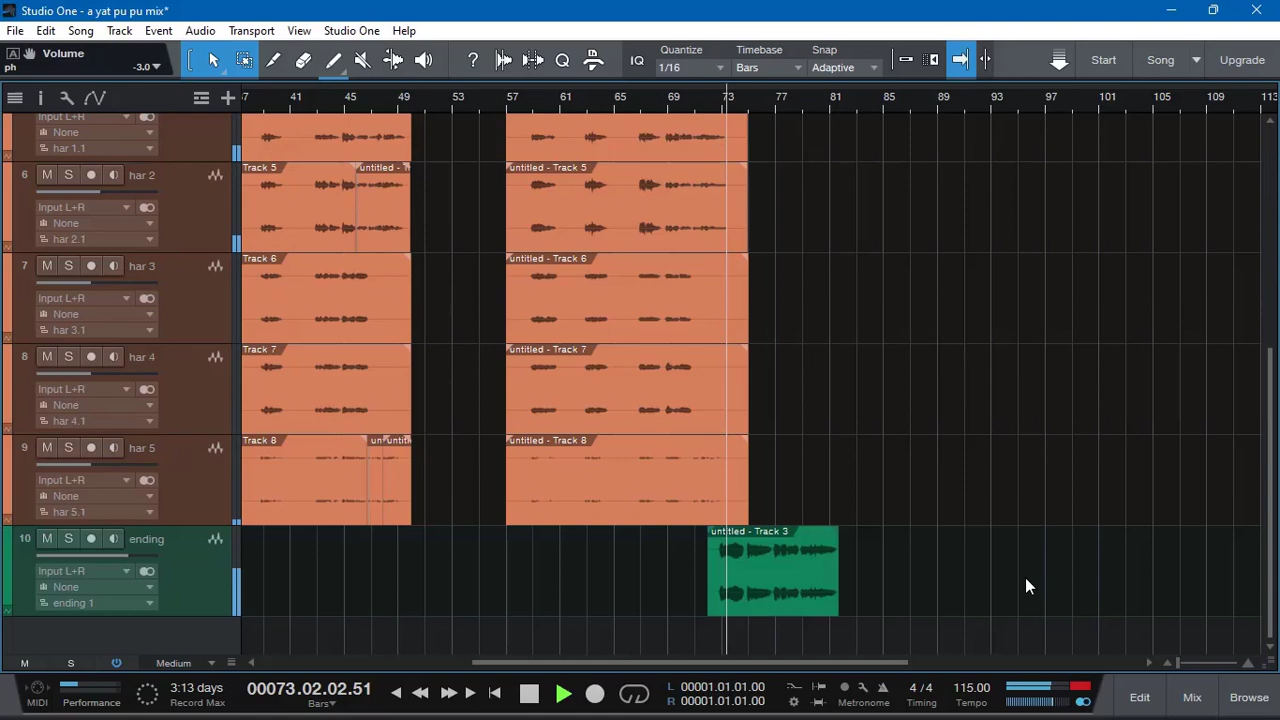 Studio One - a yat pu pu mix*
File Edit Song Track Event Audio Transport View Studio One Help
A Volume
ph -3.0
? IQ
Quantize
1/16
Timebase
Bars
Snap
Adaptive
Start Song Upgrade
37 41 45 49 53 57 61 65 69 73 77 81 85 89 93 97 101 105 109 113
Input L+R
None
har 1.1
6 M S har 2
Input L+R
None
har 2.1
Track 5
untitled - Track 5
7 M S har 3
Input L+R
None
har 3.1
Track 6
untitled - Track 6
8 M S har 4
Input L+R
None
har 4.1
Track 7
untitled - Track 7
9 M S har 5
Input L+R
None
har 5.1
Track 8
untitled - Track 8
10 M S ending
Input L+R
None
ending 1
untitled - Track 3
M S Medium
MIDI
Performance
3:13 days
Record Max
00073.02.02.51
Bars
L 00001.01.01.00
R 00001.01.01.00
Metronome
4 / 4
Timing
115.00
Tempo
Edit Mix Browse